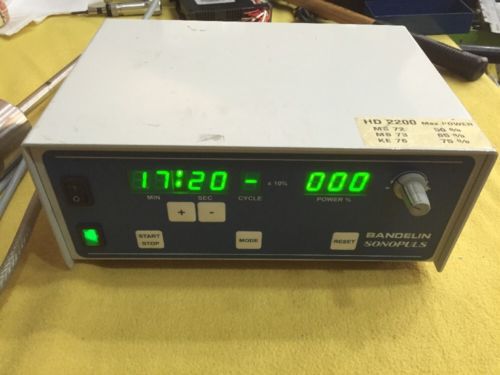 HD 2200 Max. POWER
MS 72 50 %
MS 73 65 %
KE 76 75 %
17:20 - x 10% 000
MIN SEC CYCLE POWER %
+ -
START
STOP
MODE
RESET
BANDELIN
SONOPULS
O